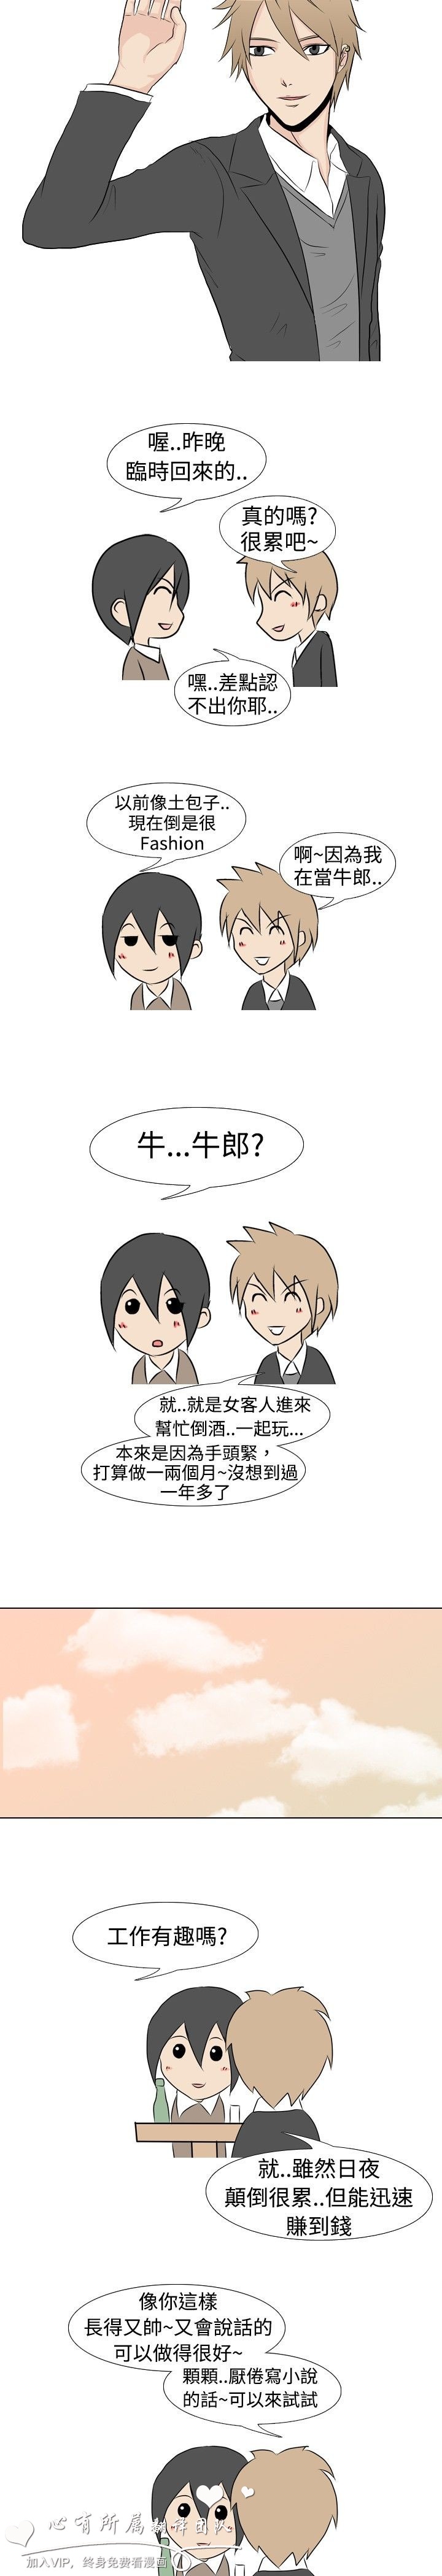 喔..昨晚
臨時回來的..
真的嗎?
很累吧~
嘿..差點認
不出你耶..
以前像土包子..
現在倒是很
Fashion
啊~因為我
在當牛郎..
牛...牛郎?
就..就是女客人進來
幫忙倒酒..一起玩...
本來是因為手頭緊，
打算做一兩個月~沒想到過
一年多了
工作有趣嗎?
就..雖然日夜
顛倒很累..但能迅速
賺到錢
像你這樣
長得又帥~又會說話的
可以做得很好~
顆顆..厭倦寫小說
的話~可以來試試
心有所属翻译团队
加入VIP，终身免费看漫画